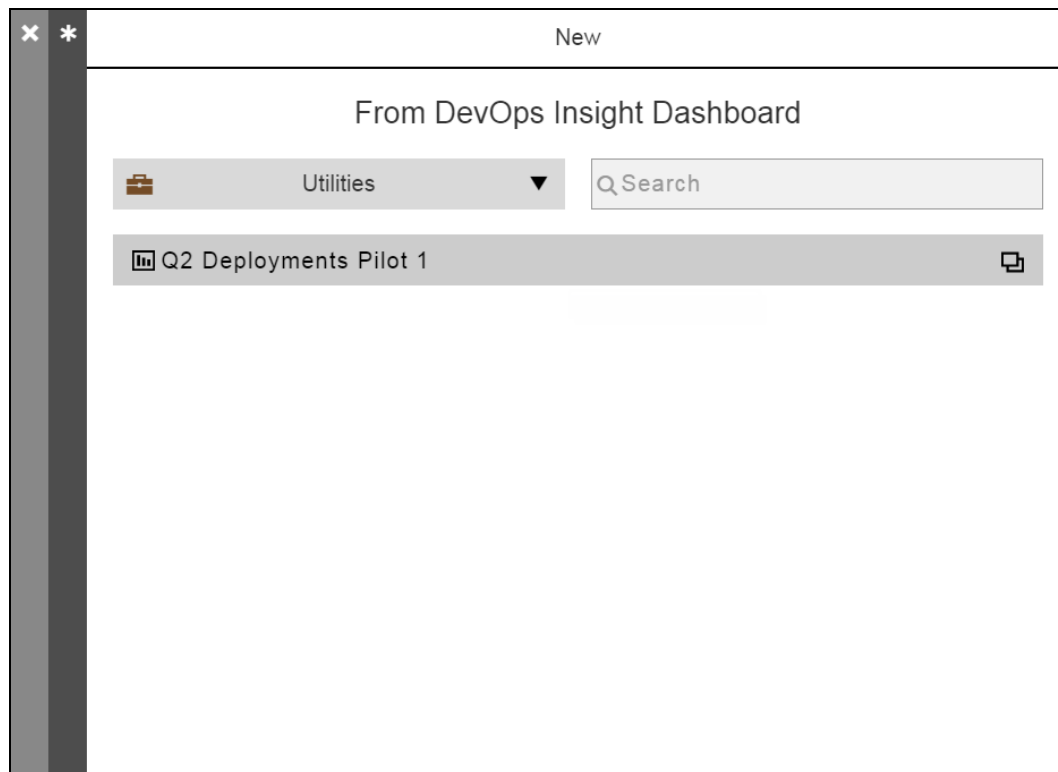 New
From DevOps Insight Dashboard
Utilities
Search
Q2 Deployments Pilot 1